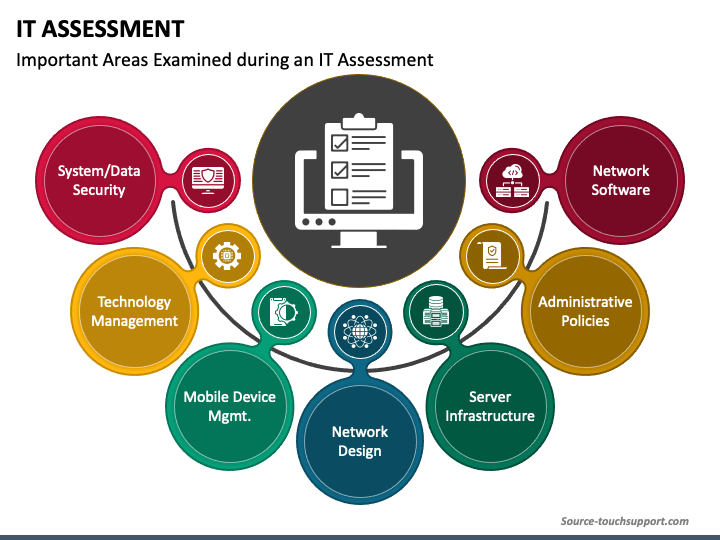 IT ASSESSMENT
Important Areas Examined during an IT Assessment
System/Data
Security
Network
Software
Technology
Management
Administrative
Policies
Mobile Device
Mgmt.
Server
Infrastructure
Network
Design
Source-touchsupport.com